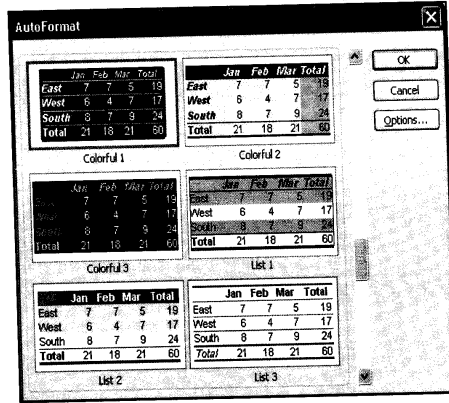 AutoFormat
OK
Cancel
Options...
Jan Feb Mar Total
East 7 7 5 19
West 6 4 7 17
South 8 7 9 24
Total 21 18 21 60
Colorful 1
Jan Feb Mar Total
East 7 7 5 19
West 6 4 7 17
South 8 7 9 24
Total 21 18 21 60
Colorful 2
Jan Feb Mar Total
7 7 5 19
6 4 7 17
8 7 9 24
Total 21 18 21 60
Colorful 3
Jan Feb Mar Total
East 7 7 5 19
West 6 4 7 17
South 8 7 9 24
Total 21 18 21 60
List 1
Jan Feb Mar Total
East 7 7 5 19
West 6 4 7 17
South 8 7 9 24
Total 21 18 21 60
List 2
Jan Feb Mar Total
East 7 7 5 19
West 6 4 7 17
South 8 7 9 24
Total 21 18 21 60
List 3